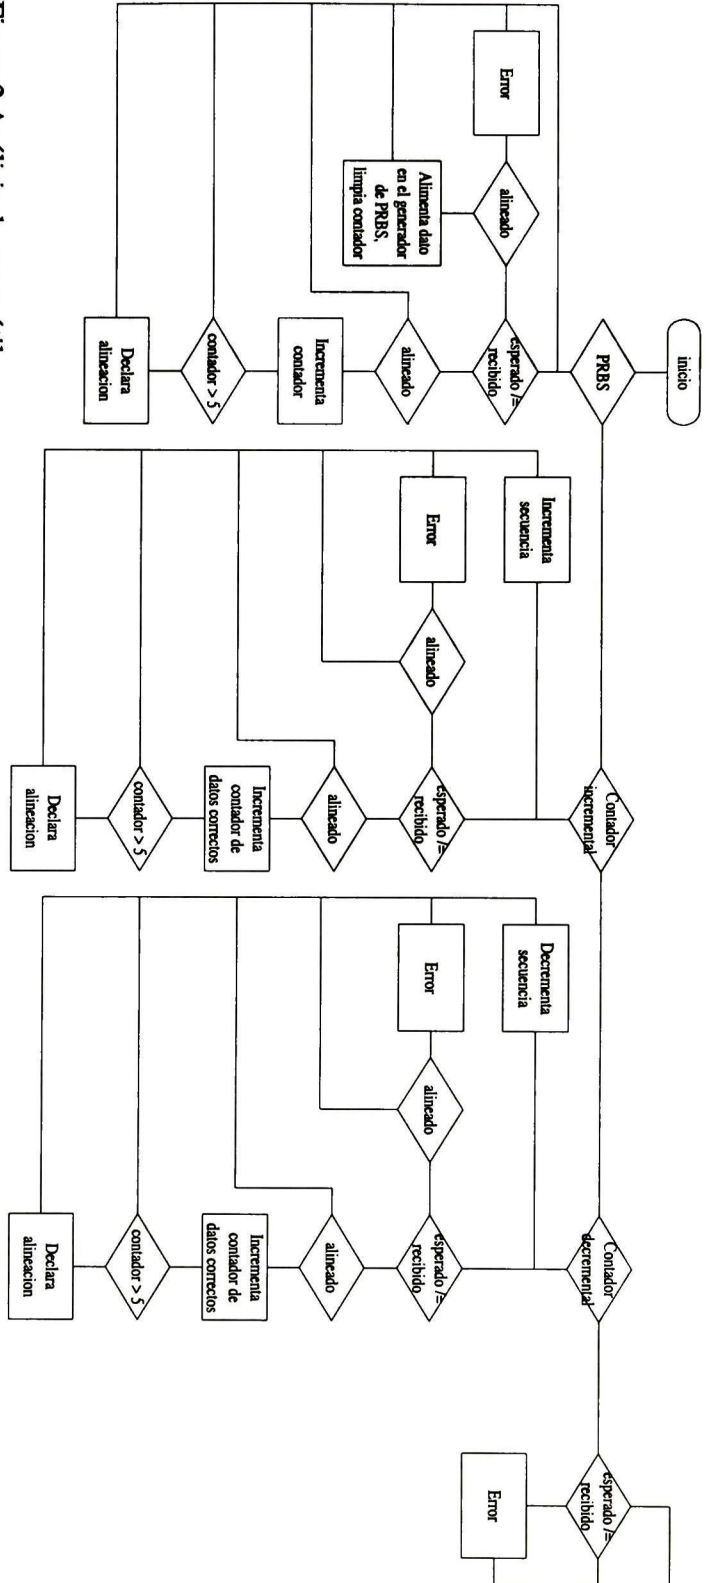 inicio
PRBS
esperado /=
recibido
alineado
Error
Alimenta dato
en el generador
de PRBS,
limpia contador
alineado
Incrementa
contador
contador > 5
Declara
alineacion
Contador
incremental
Incrementa
secuencia
esperado /=
recibido
alineado
Error
alineado
Incrementa
contador de
datos correctos
contador > 5
Declara
alineacion
Contador
decremental
Decrementa
secuencia
esperado /=
recibido
alineado
Error
alineado
Incrementa
contador de
datos correctos
contador > 5
Declara
alineacion
esperado /=
recibido
Error